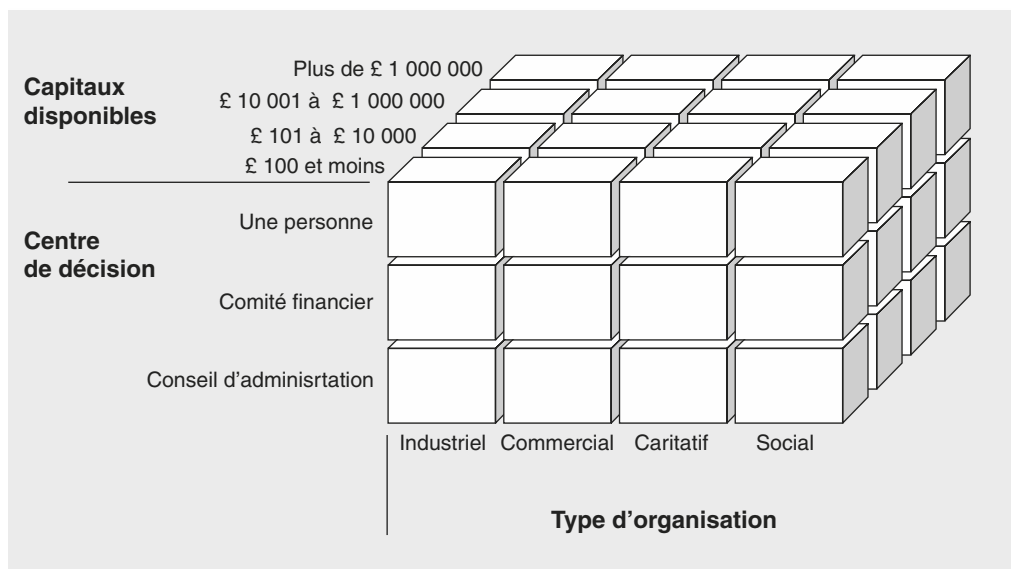 Capitaux
disponibles
Plus de £ 1 000 000
£ 10 001 à £ 1 000 000
£ 101 à £ 10 000
£ 100 et moins
Centre
de décision
Une personne
Comité financier
Conseil d’adminisrtation
Industriel Commercial Caritatif Social
Type d’organisation